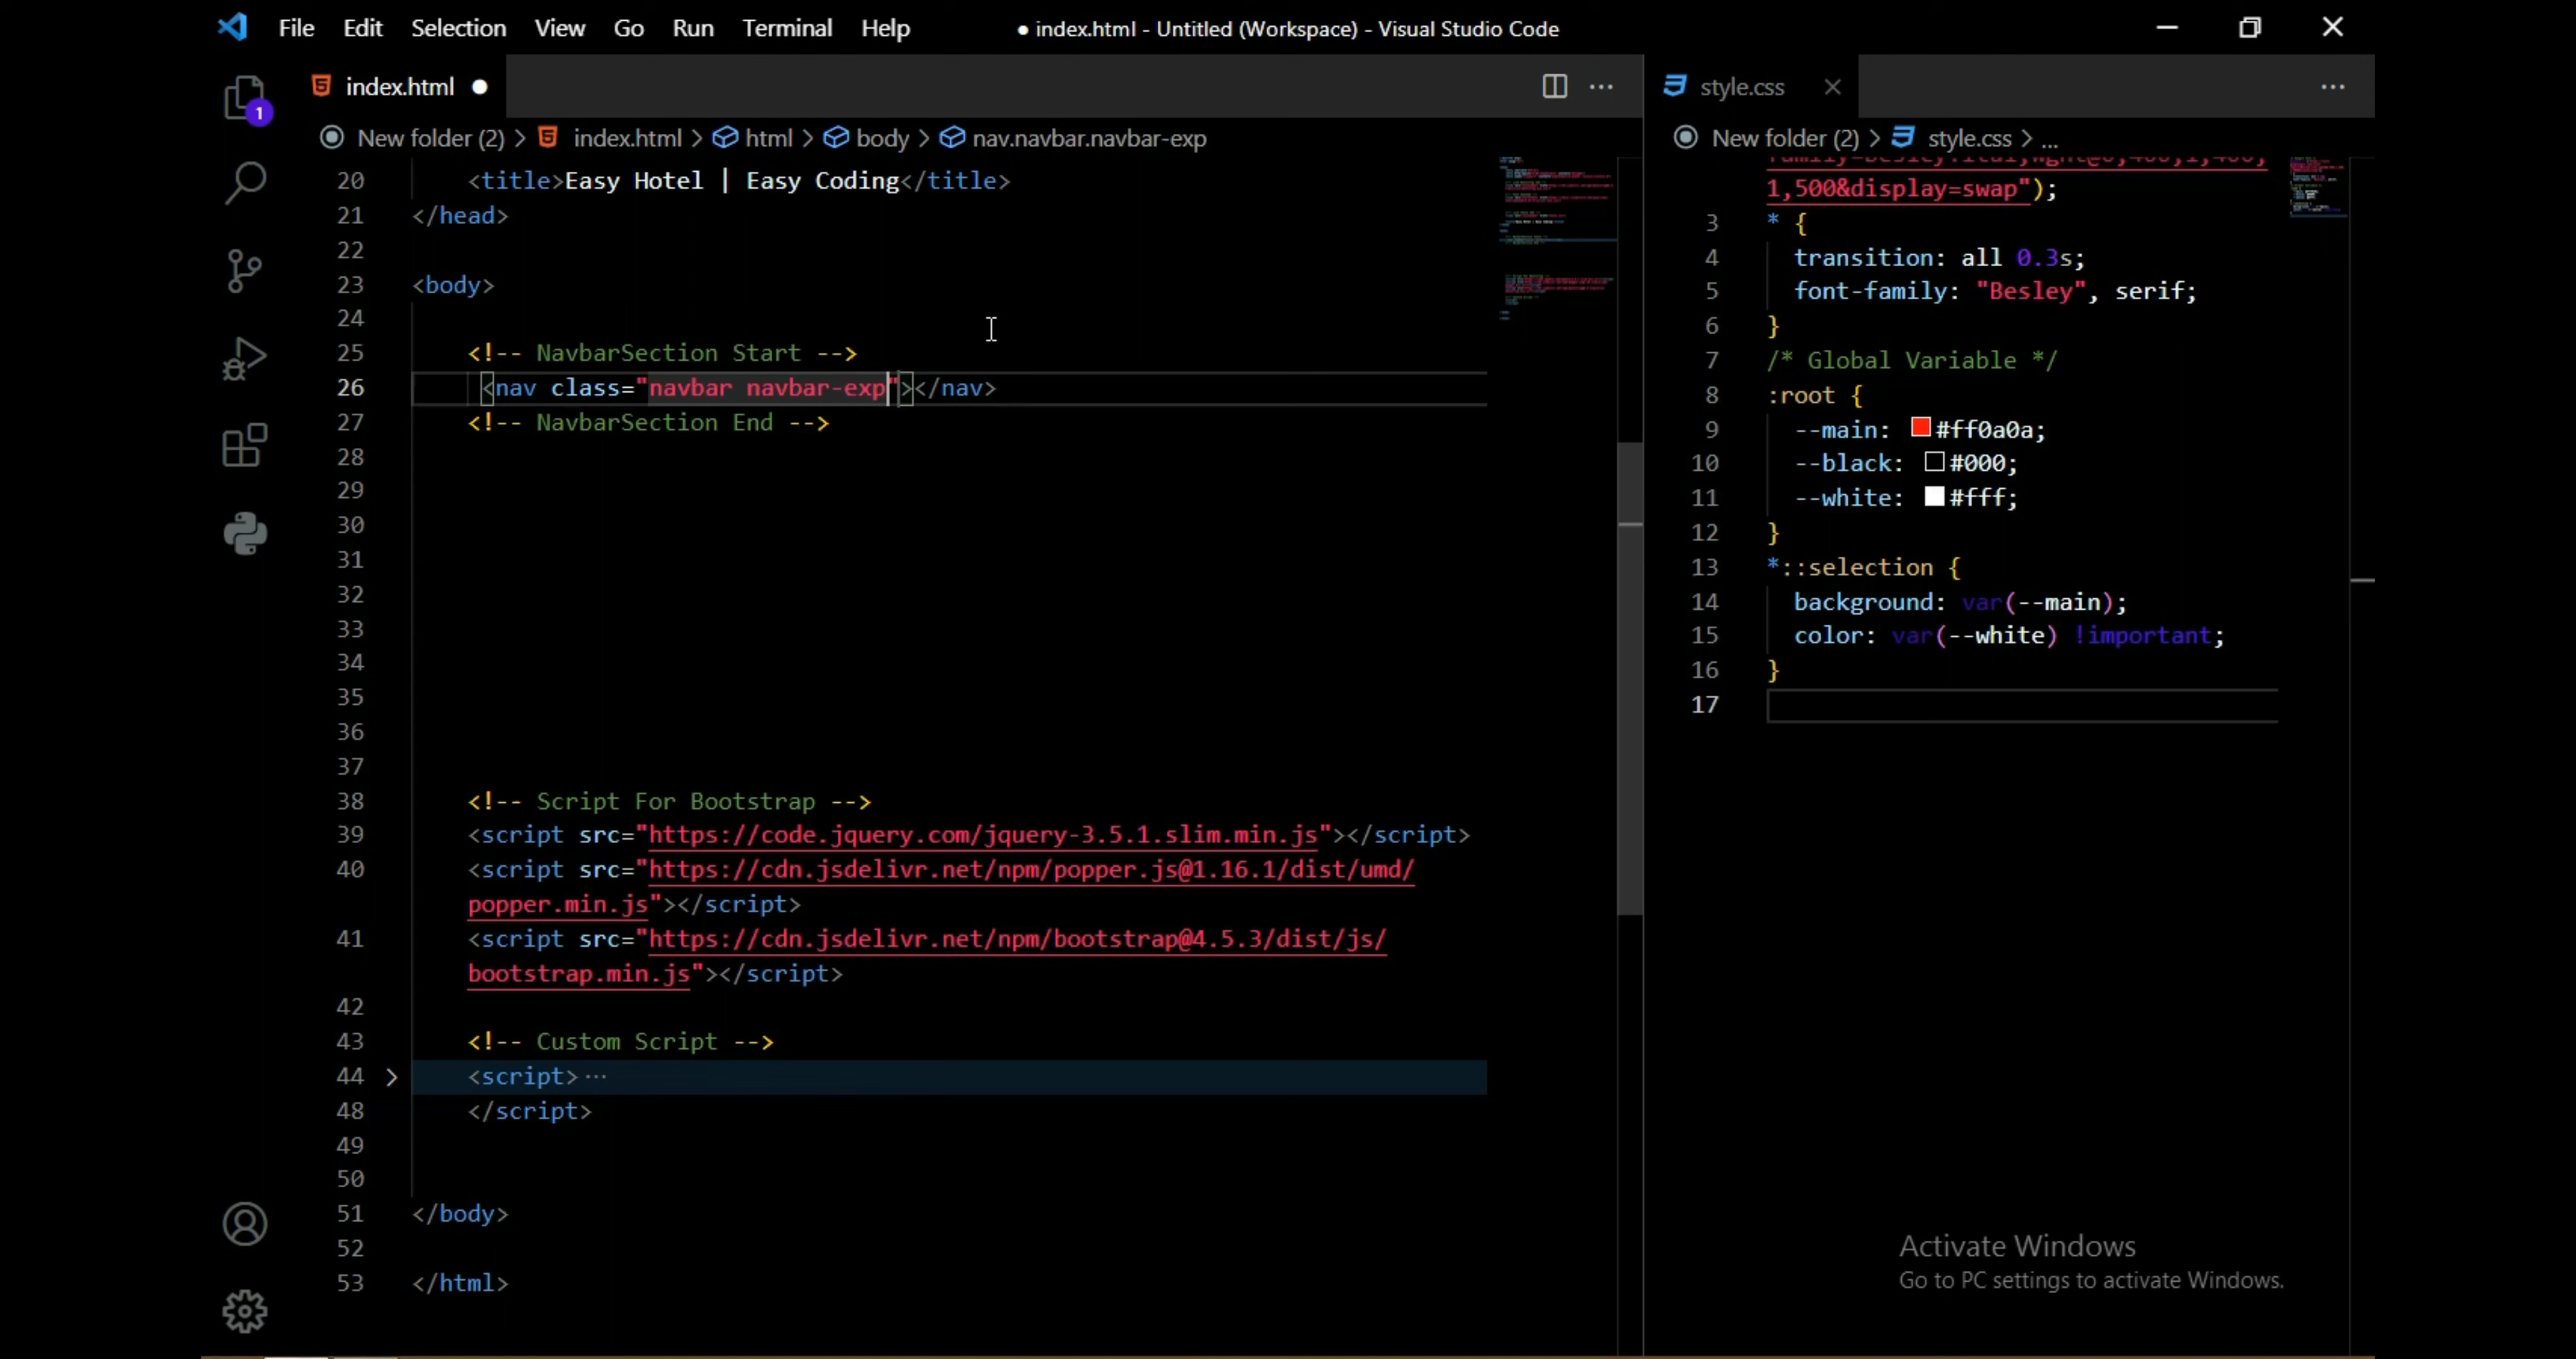 File Edit Selection View Go Run Terminal Help ● index.html - Untitled (Workspace) - Visual Studio Code
index.html ●
style.css
1
New folder (2) > index.html > html > body > nav.navbar.navbar-exp
New folder (2) > style.css > ...
20 <title>Easy Hotel | Easy Coding</title>
21 </head>
22
23 <body>
24
25 <!-- NavbarSection Start -->
26 <nav class="navbar navbar-exp"></nav>
27 <!-- NavbarSection End -->
28
29
30
31
32
33
34
35
36
37
38 <!-- Script For Bootstrap -->
39 <script src="https://code.jquery.com/jquery-3.5.1.slim.min.js"></script>
40 <script src="https://cdn.jsdelivr.net/npm/popper.js@1.16.1/dist/umd/
popper.min.js"></script>
41 <script src="https://cdn.jsdelivr.net/npm/bootstrap@4.5.3/dist/js/
bootstrap.min.js"></script>
42
43 <!-- Custom Script -->
44 <script>···
48 </script>
49
50
51 </body>
52
53 </html>
1,500&display=swap");
3 * {
4 transition: all 0.3s;
5 font-family: "Besley", serif;
6 }
7 /* Global Variable */
8 :root {
9 --main: #ff0a0a;
10 --black: #000;
11 --white: #fff;
12 }
13 *::selection {
14 background: var(--main);
15 color: var(--white) !important;
16 }
17
Activate Windows
Go to PC settings to activate Windows.